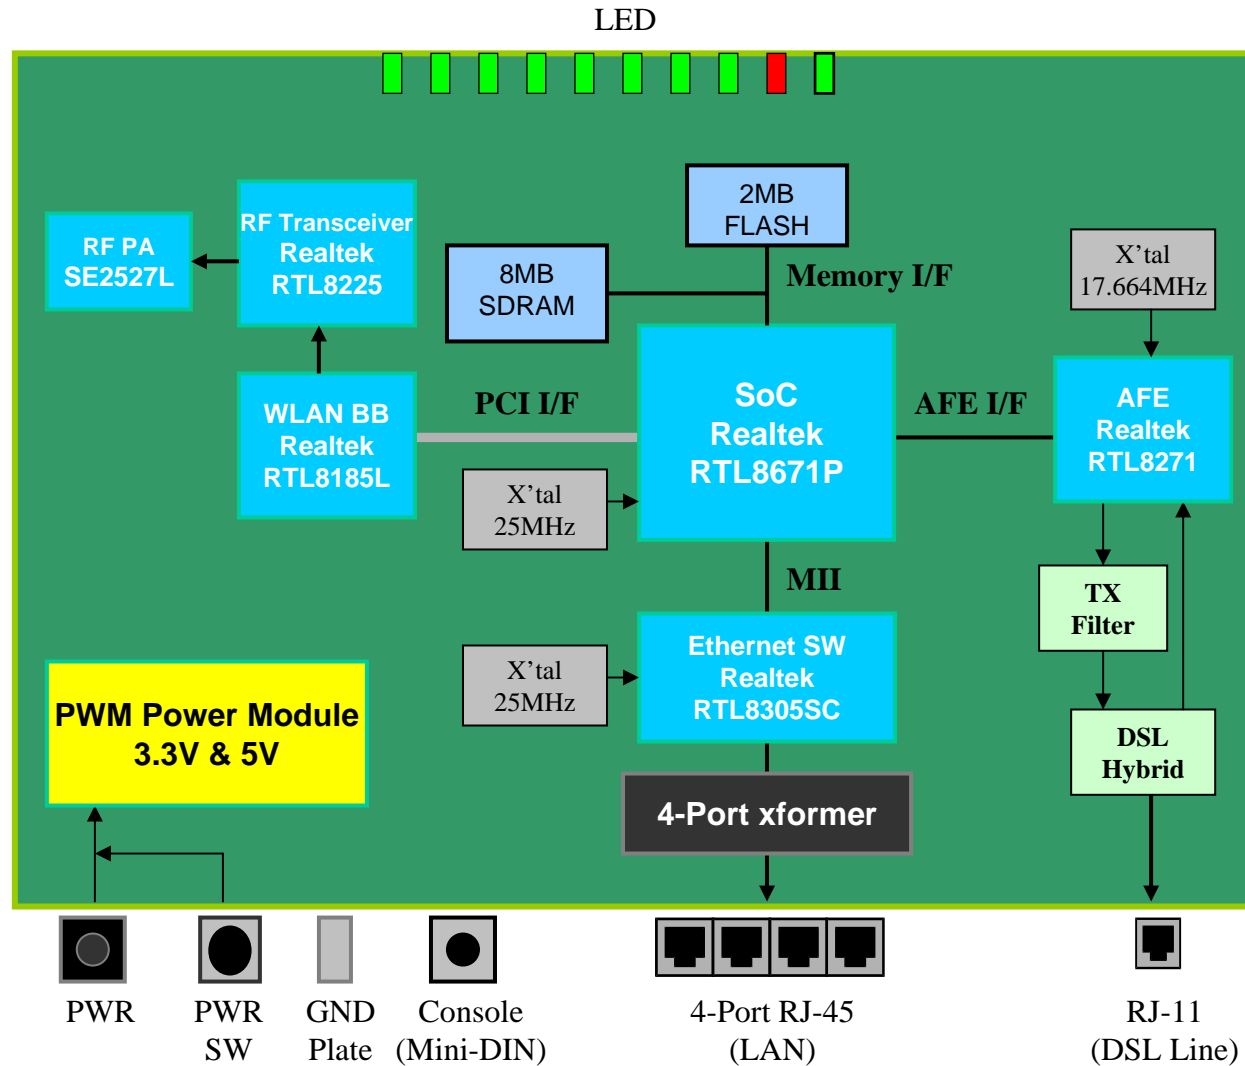 LED
2MB
FLASH
RF Transceiver
Realtek
RTL8225
RF PA
SE2527L
8MB
SDRAM
Memory I/F
X'tal
17.664MHz
WLAN BB
Realtek
RTL8185L
PCI I/F
SoC
Realtek
RTL8671P
AFE I/F
AFE
Realtek
RTL8271
X'tal
25MHz
MII
TX
Filter
Ethernet SW
Realtek
RTL8305SC
X'tal
25MHz
PWM Power Module
3.3V & 5V
DSL
Hybrid
4-Port xformer
PWR
PWR
SW
GND
Plate
Console
(Mini-DIN)
4-Port RJ-45
(LAN)
RJ-11
(DSL Line)